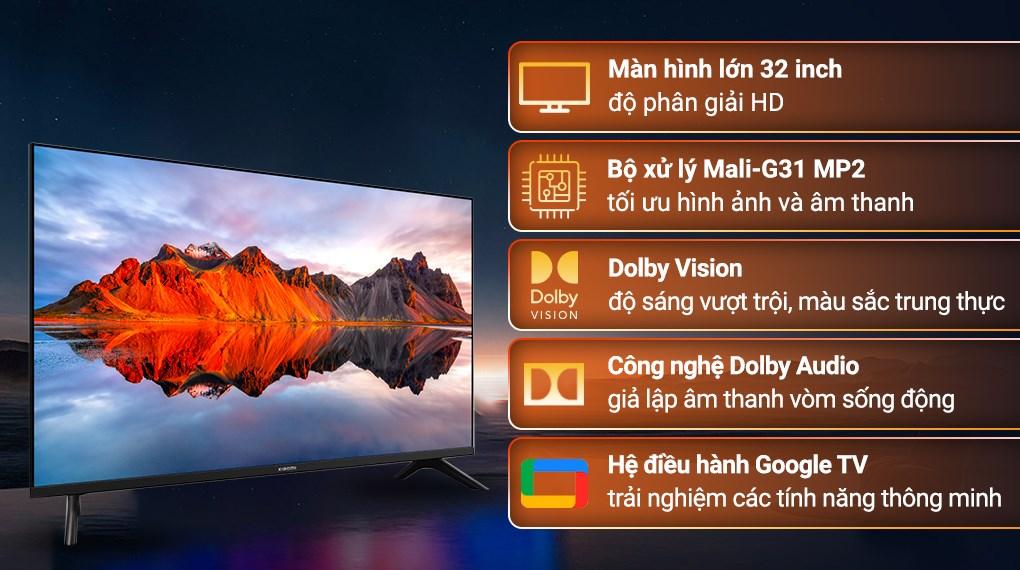 Màn hình lớn 32 inch
độ phân giải HD
Bộ xử lý Mali-G31 MP2
tối ưu hình ảnh và âm thanh
Dolby
VISION
Dolby Vision
độ sáng vượt trội, màu sắc trung thực
Công nghệ Dolby Audio
giả lập âm thanh vòm sống động
Hệ điều hành Google TV
trải nghiệm các tính năng thông minh
xiaomi